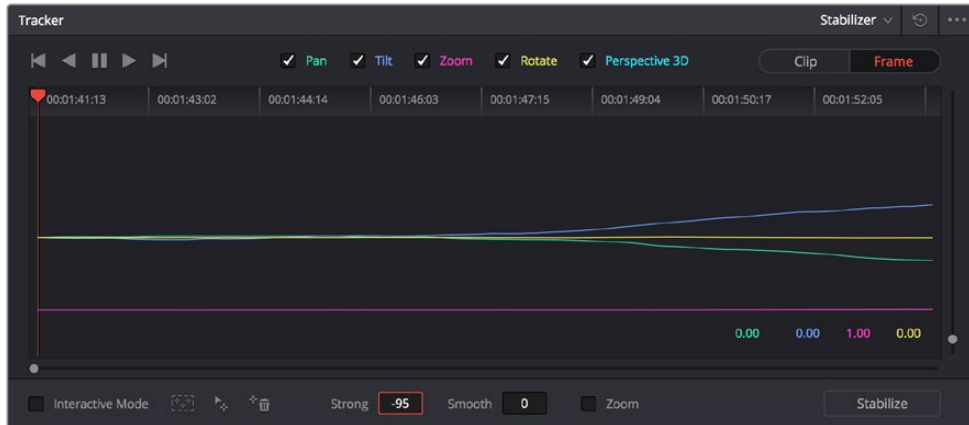 Tracker Stabilizer
Pan Tilt Zoom Rotate Perspective 3D Clip Frame
00:01:41:13 00:01:43:02 00:01:44:14 00:01:46:03 00:01:47:15 00:01:49:04 00:01:50:17 00:01:52:05
0.00 0.00 1.00 0.00
Interactive Mode Strong -95 Smooth 0 Zoom Stabilize